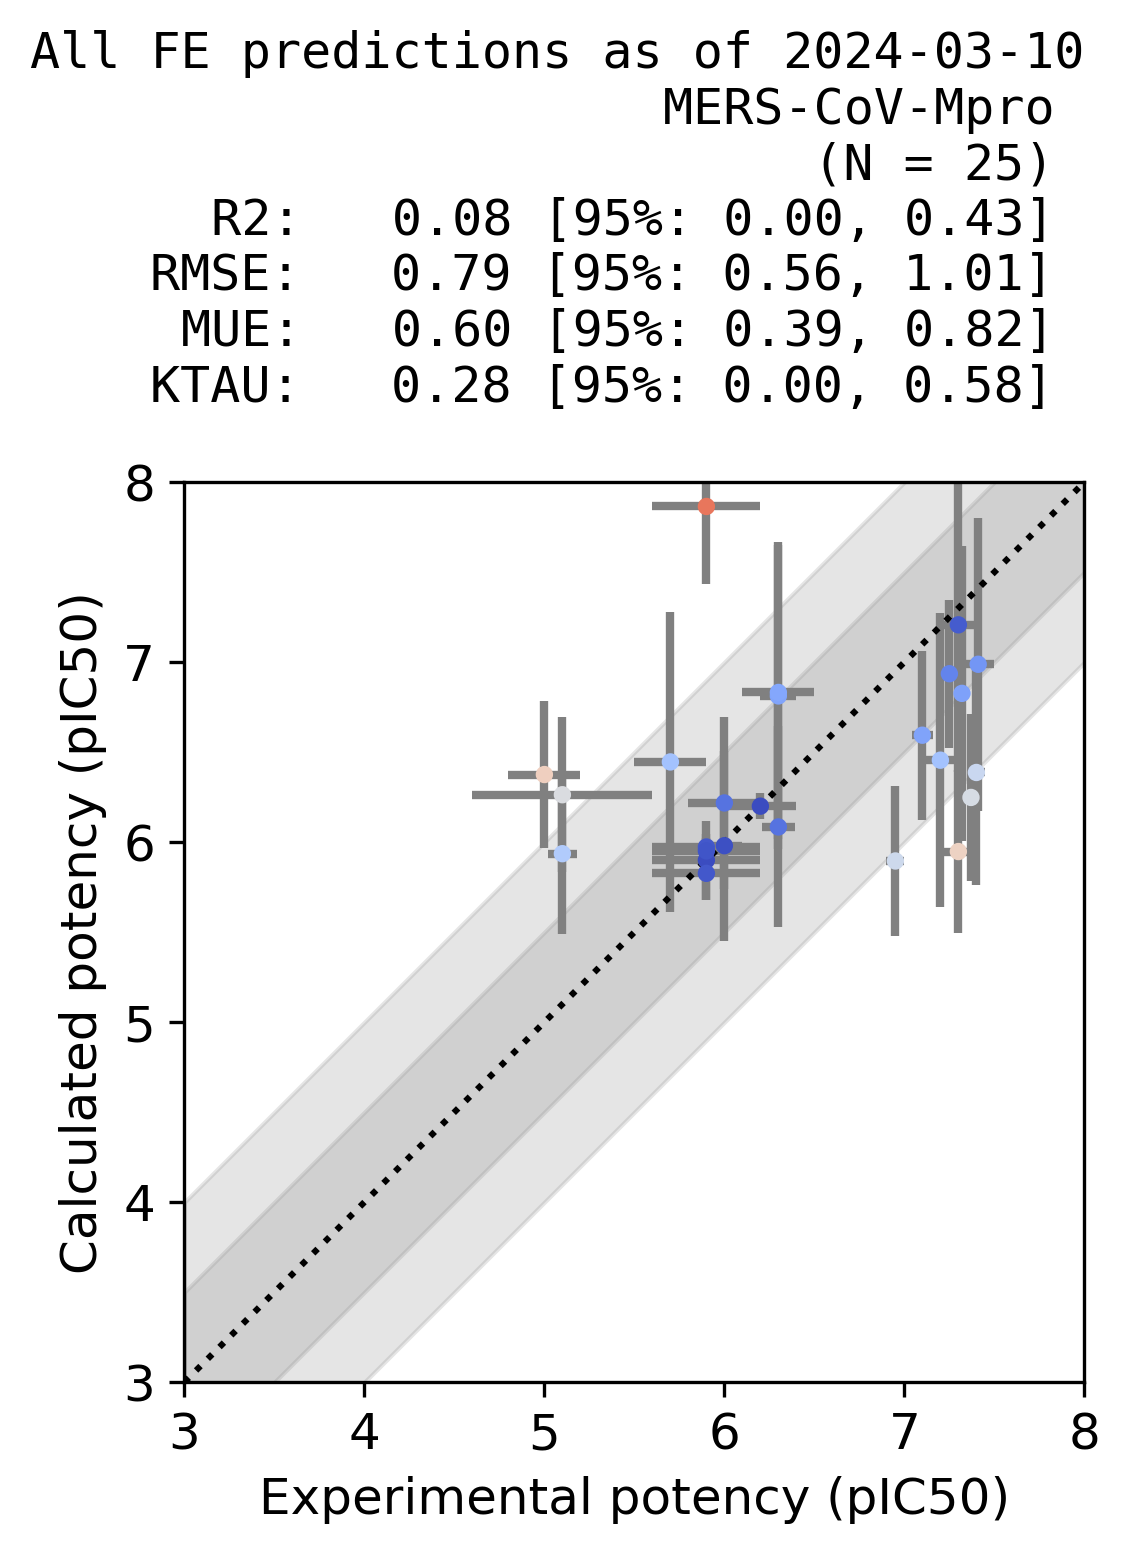 All FE predictions as of 2024-03-10
MERS-CoV-Mpro
(N = 25)
R2: 0.08 [95%: 0.00, 0.43]
RMSE: 0.79 [95%: 0.56, 1.01]
MUE: 0.60 [95%: 0.39, 0.82]
KTAU: 0.28 [95%: 0.00, 0.58]
8
7
6
5
4
3
Calculated potency (pIC50)
3 4 5 6 7 8
Experimental potency (pIC50)